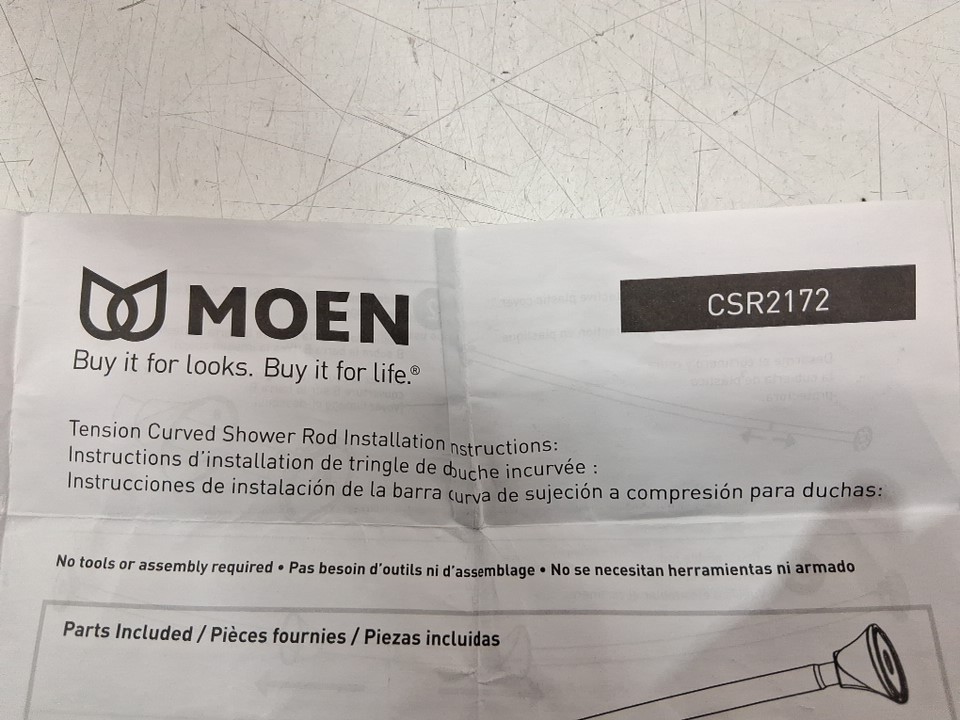 MOEN
Buy it for looks. Buy it for life.®
CSR2172
Tension Curved Shower Rod Installation nstructions:
Instructions d'installation de tringle de douche incurvée :
Instrucciones de instalación de la barra curva de sujeción a compresión para duchas:
No tools or assembly required • Pas besoin d'outils ni d'assemblage • No se necesitan herramientas ni armado
Parts Included / Pièces fournies / Piezas incluidas